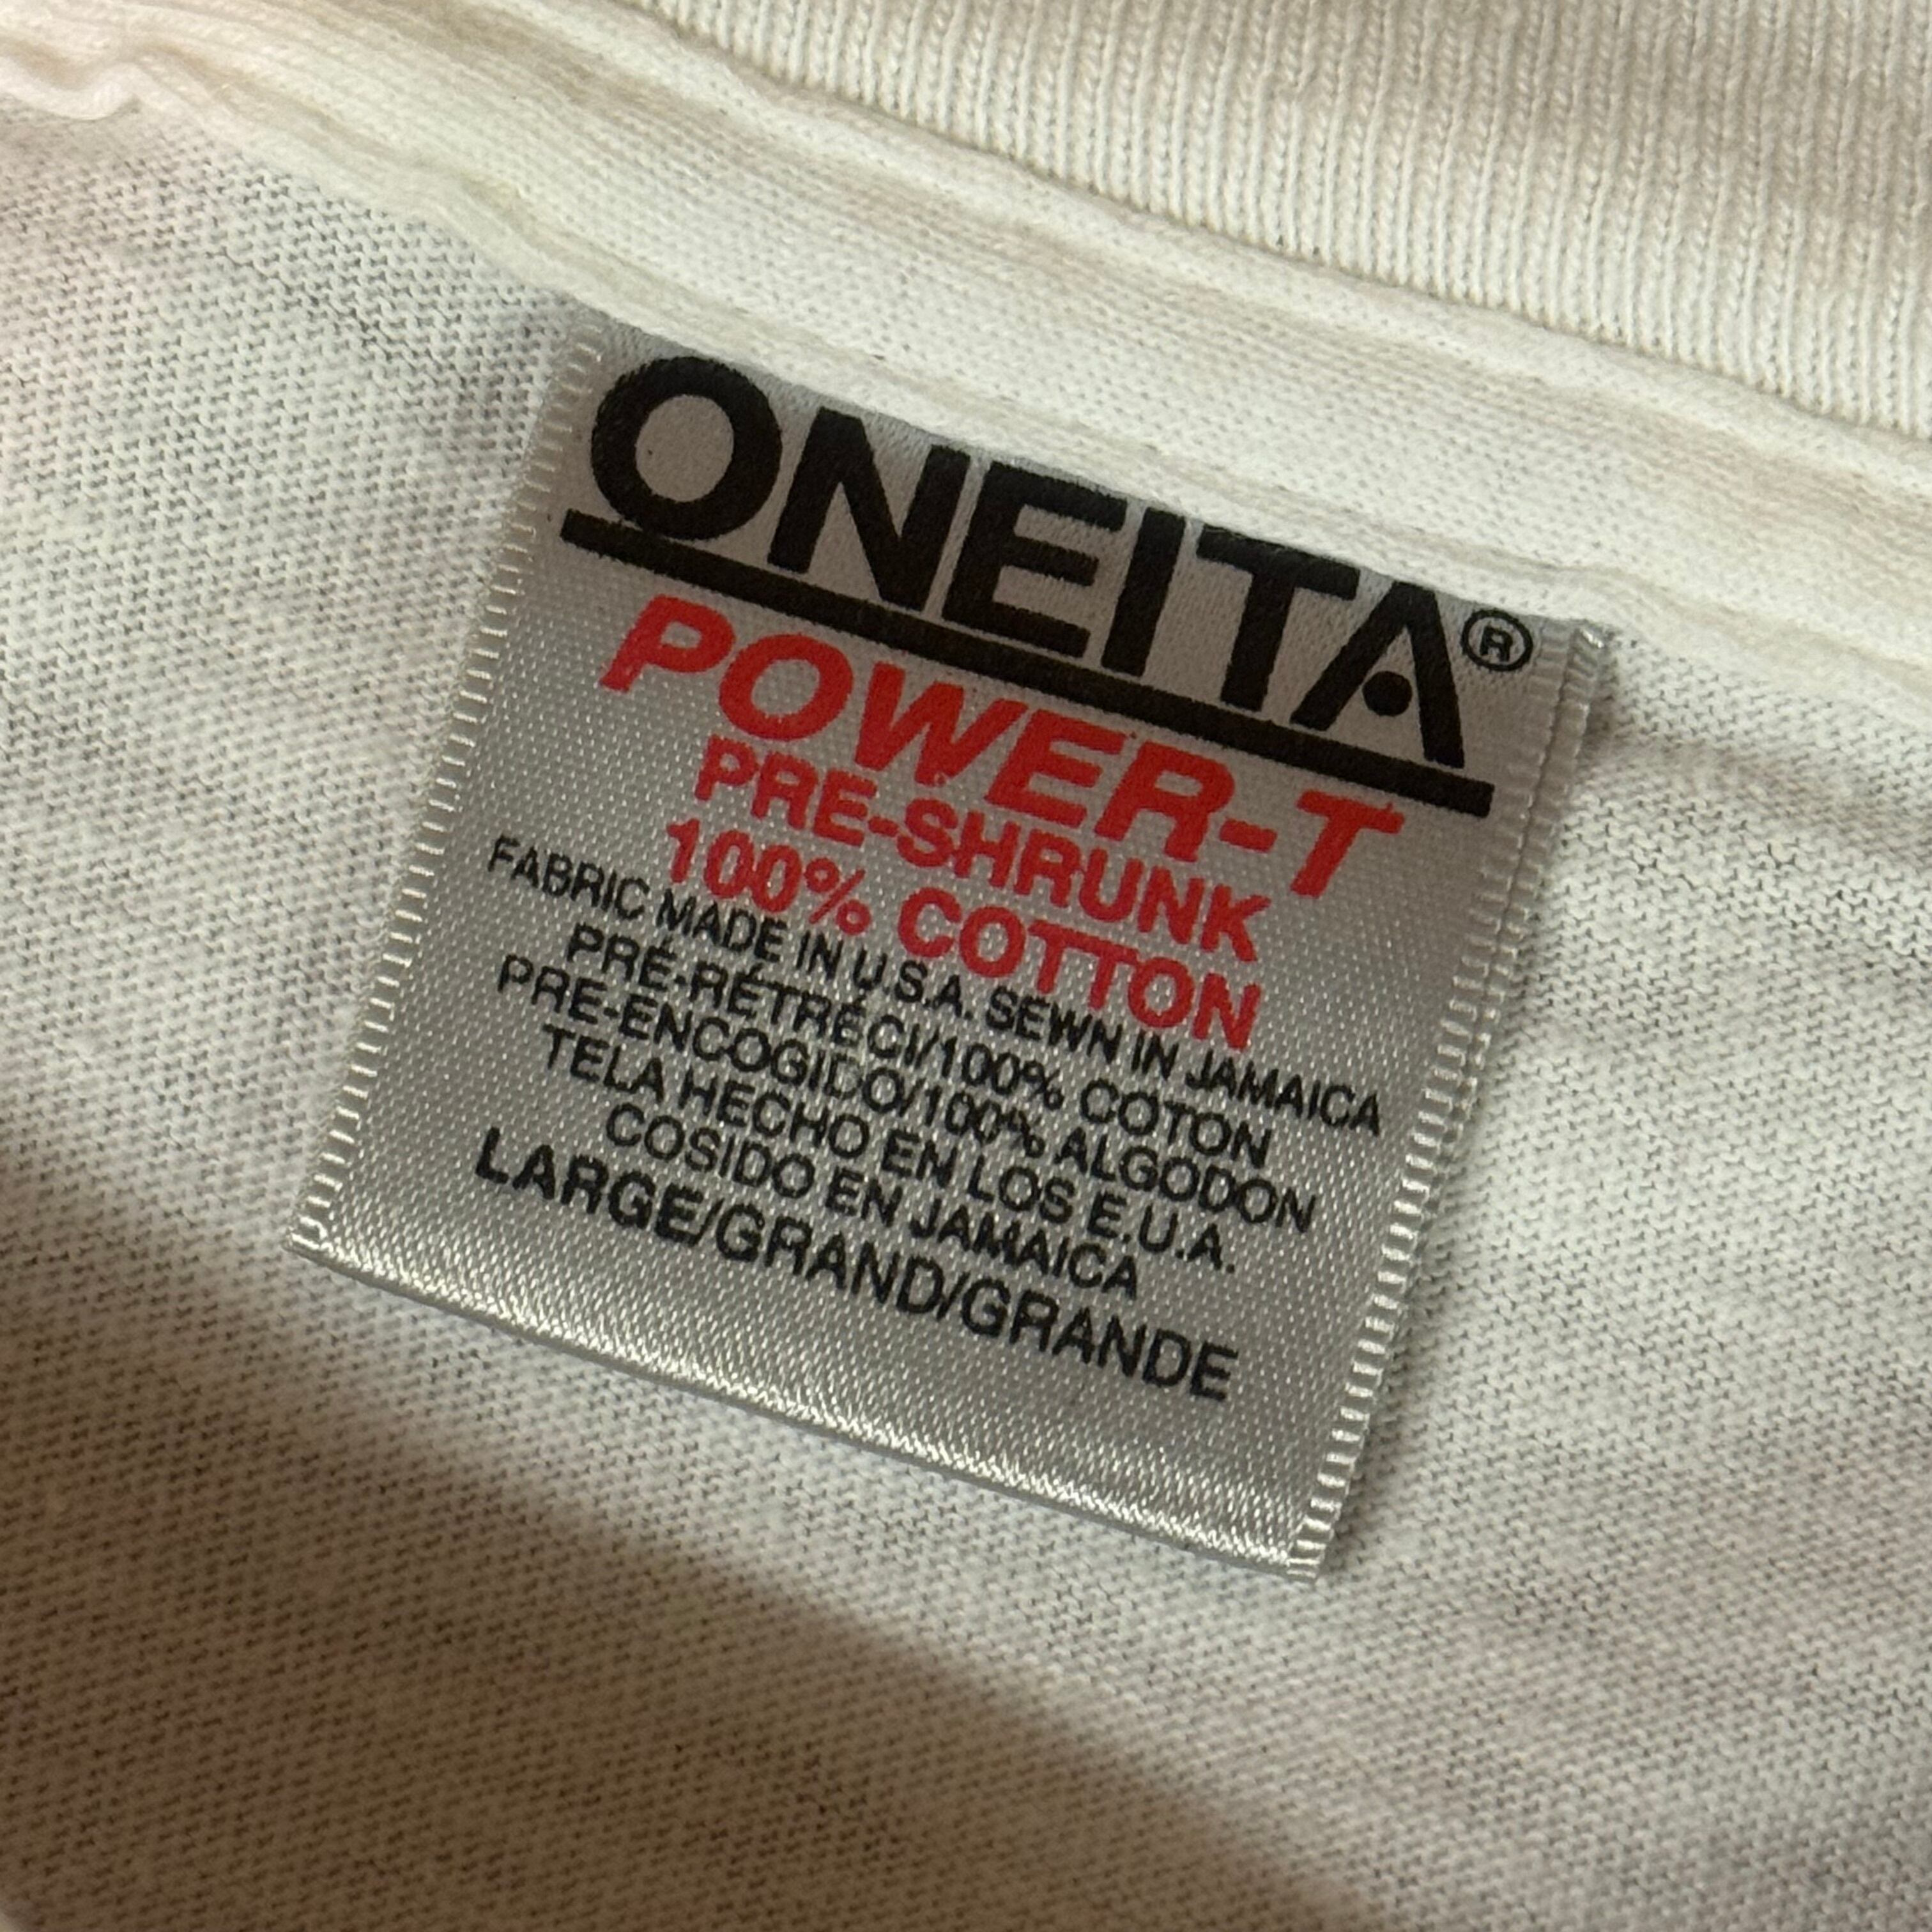 ONEITA®
POWER-T
PRE-SHRUNK
100% COTTON
FABRIC MADE IN U.S.A. SEWN IN JAMAICA
PRÉ-RÉTRÉCI/100% COTON
PRE-ENCOGIDO/100% ALGODON
TELA HECHO EN LOS E.U.A.
COSIDO EN JAMAICA
LARGE/GRAND/GRANDE